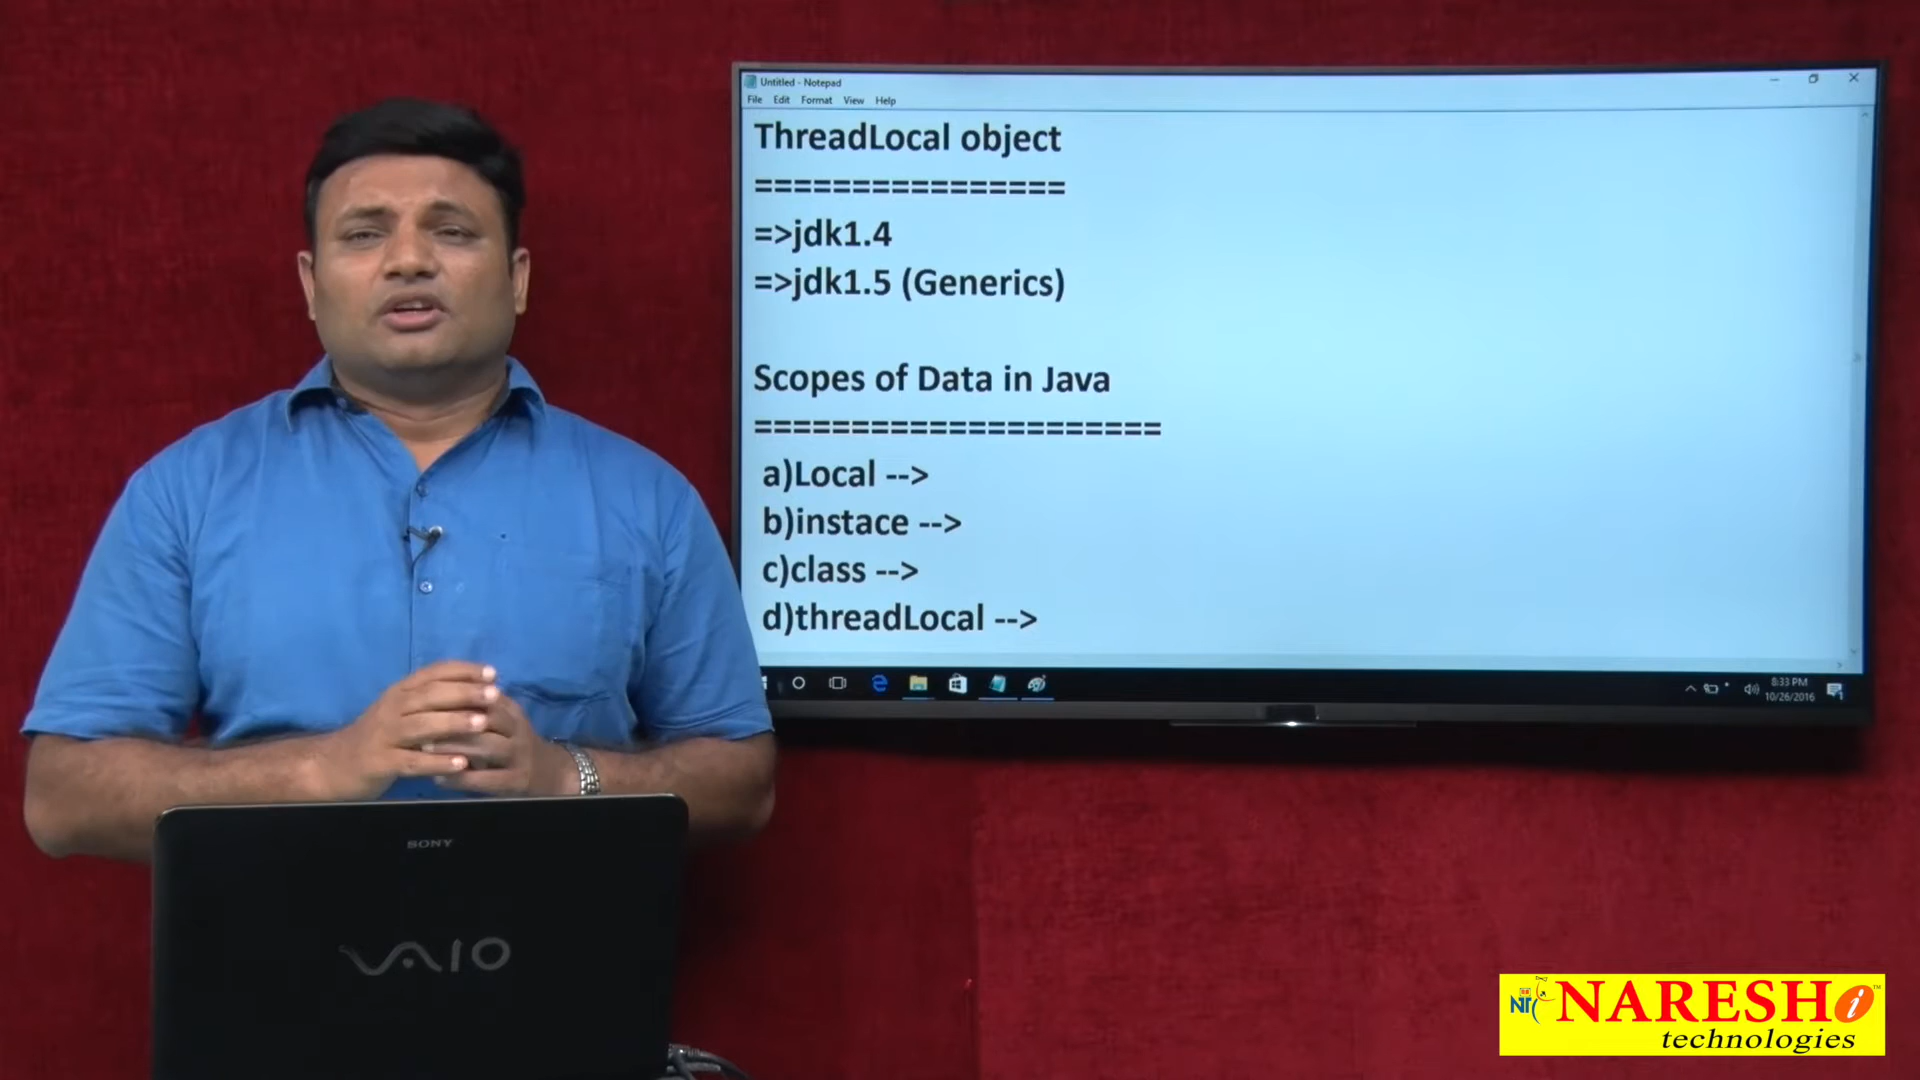 Untitled - Notepad
File Edit Format View Help
ThreadLocal object
================
=>jdk1.4
=>jdk1.5 (Generics)
Scopes of Data in Java
=====================
a)Local -->
b)instace -->
c)class -->
d)threadLocal -->
8:33 PM
10/26/2016
SONY
VAIO
NARESH i ™
technologies